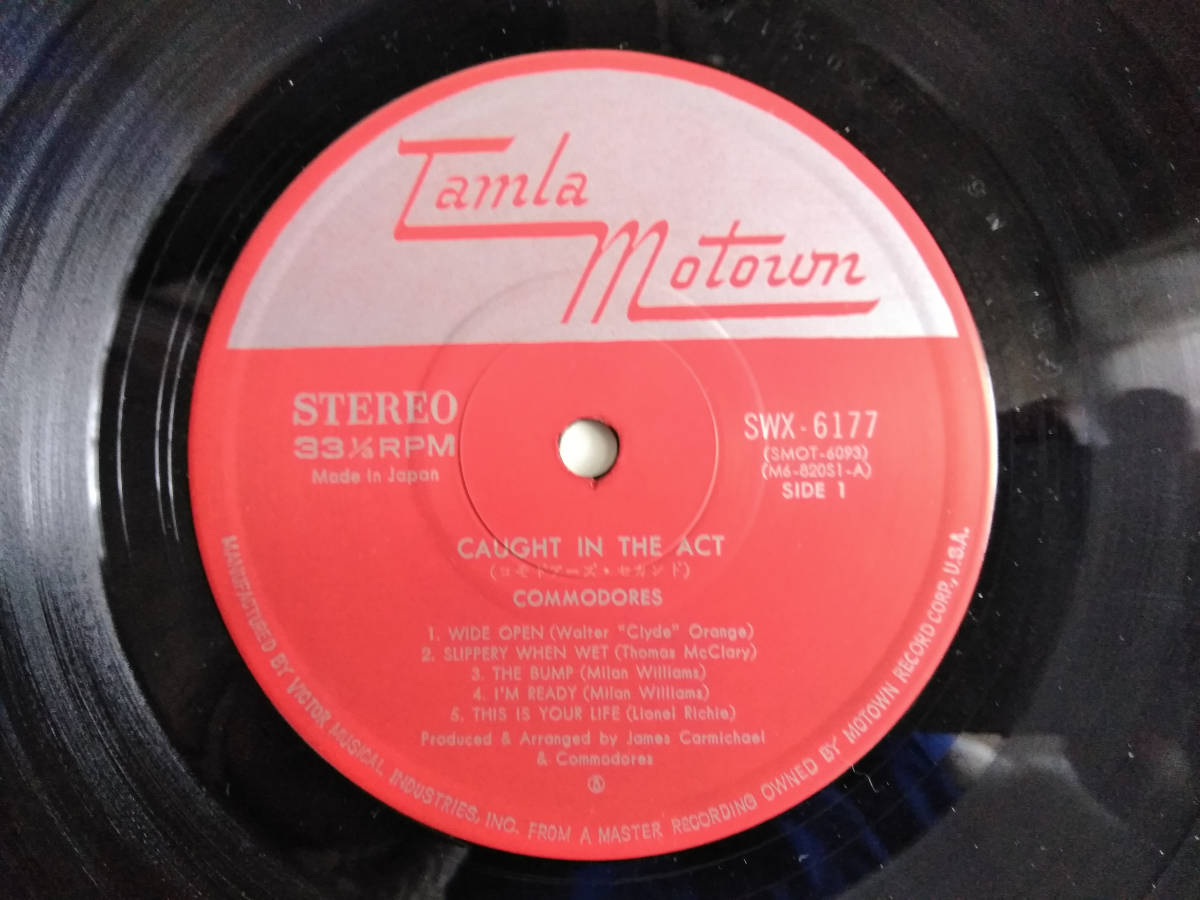 Tamla
Motown
STEREO
33⅓RPM
Made in Japan
SWX-6177
(SMOT-6093)
(M6-820S1-A)
SIDE 1
CAUGHT IN THE ACT
(コモドアーズ・セカンド)
COMMODORES
1. WIDE OPEN (Walter "Clyde" Orange)
2. SLIPPERY WHEN WET (Thomas McClary)
3. THE BUMP (Milan Williams)
4. I'M READY (Milan Williams)
5. THIS IS YOUR LIFE (Lionel Richie)
Produced & Arranged by James Carmichael
& Commodores
MANUFACTURED BY VICTOR MUSICAL INDUSTRIES, INC. FROM A MASTER RECORDING OWNED BY MOTOWN RECORD CORP., U.S.A.